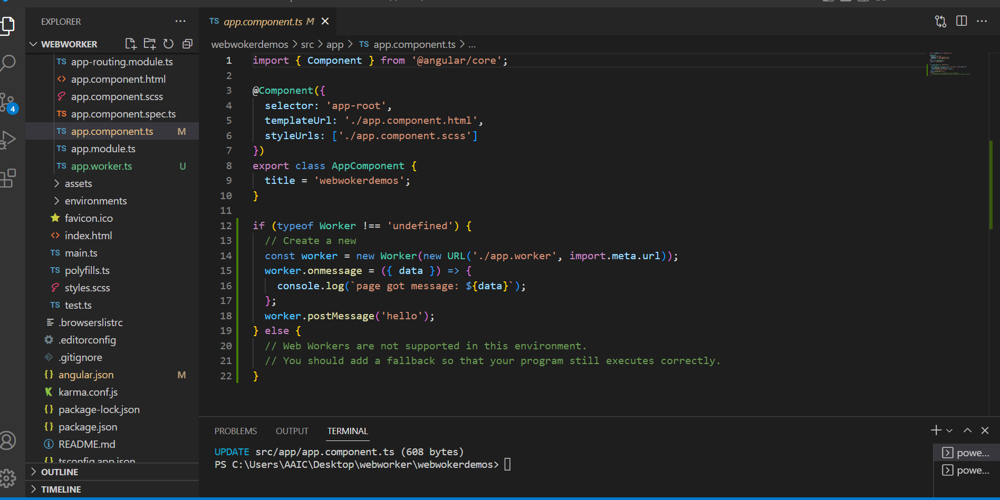 EXPLORER
WEBWORKER
TS app-routing.module.ts
<> app.component.html
app.component.scss
TS app.component.spec.ts
TS app.component.ts M
TS app.module.ts
TS app.worker.ts U
assets
environments
favicon.ico
<> index.html
TS main.ts
TS polyfills.ts
styles.scss
TS test.ts
.browserslistrc
.editorconfig
.gitignore
{} angular.json M
K karma.conf.js
{} package-lock.json
{} package.json
README.md
{} tsconfig.app.json
OUTLINE
TIMELINE
4
TS app.component.ts M
webwokerdemos > src > app > TS app.component.ts > ...
1 import { Component } from '@angular/core';
2
3 @Component({
4 selector: 'app-root',
5 templateUrl: './app.component.html',
6 styleUrls: ['./app.component.scss']
7 })
8 export class AppComponent {
9 title = 'webwokerdemos';
10 }
11
12 if (typeof Worker !== 'undefined') {
13 // Create a new
14 const worker = new Worker(new URL('./app.worker', import.meta.url));
15 worker.onmessage = ({ data }) => {
16 console.log(`page got message: ${data}`);
17 };
18 worker.postMessage('hello');
19 } else {
20 // Web Workers are not supported in this environment.
21 // You should add a fallback so that your program still executes correctly.
22 }
PROBLEMS OUTPUT TERMINAL
UPDATE src/app/app.component.ts (608 bytes)
PS C:\Users\AAIC\Desktop\webworker\webwokerdemos>
powe...
powe...